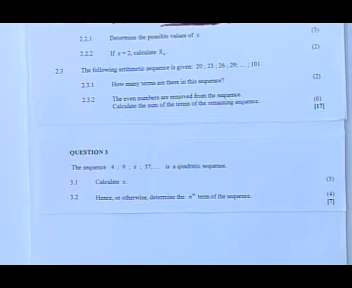 (3)
2.2.1 Determine the possible values of x.
2.2.2 If x = 2, calculate S (2)
2.3 The following arithmetic sequence is given: 20 ; 23 ; 26 ; 29; ... ; 101
2.3.1 How many terms are there in this sequence? (2)
2.3.2 The even numbers are removed from the sequence.
Calculate the sum of the terms of the remaining sequence. (6)
[17]
QUESTION 3
The sequence 4 ; 9 ; x ; 37; ... is a quadratic sequence.
3.1 Calculate x. (3)
3.2 Hence, or otherwise, determine the nth term of the sequence. (4)
[7]